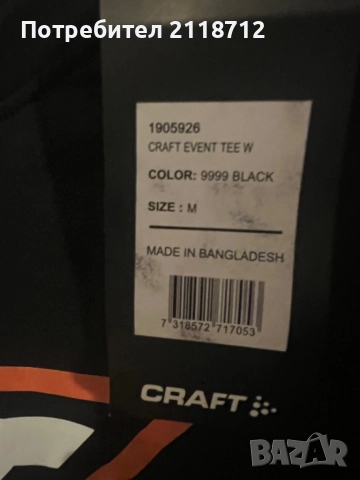 Потребител 2118712
1905926
CRAFT EVENT TEE W
COLOR: 9999 BLACK
SIZE : M
MADE IN BANGLADESH
7 318572 717053
CRAFT
BAZAR